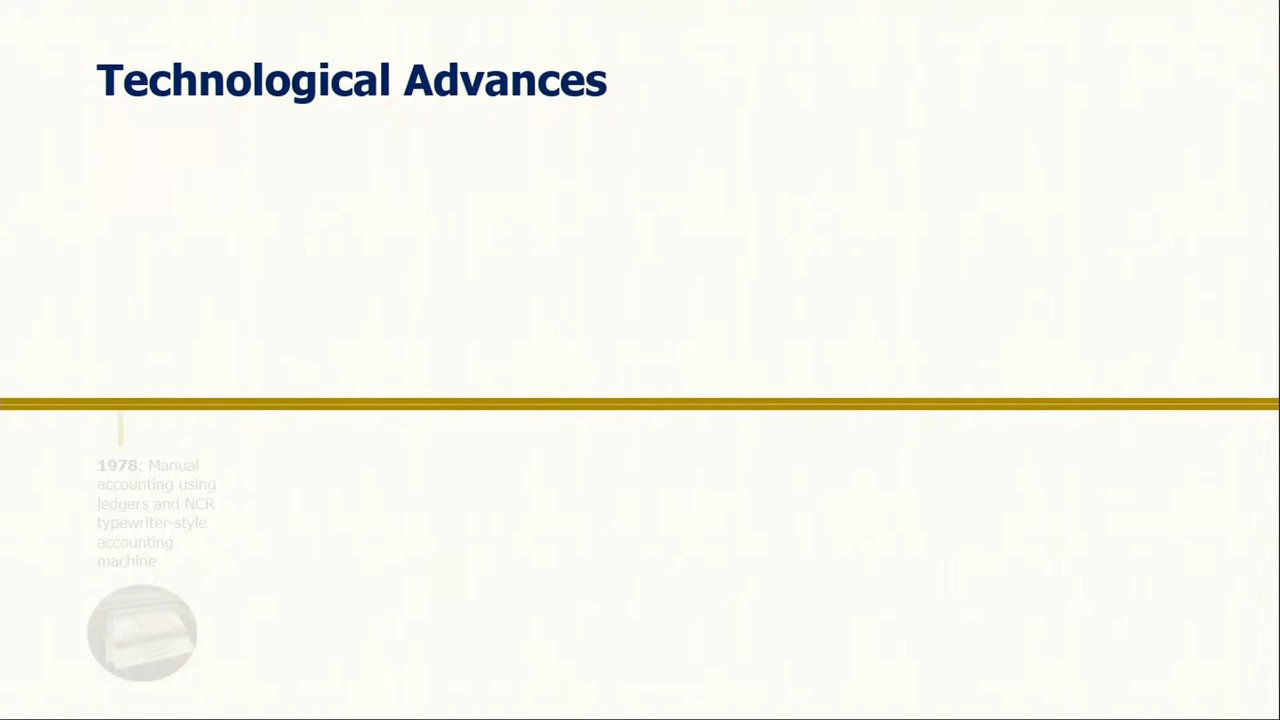 Technological Advances
1978: Manual
accounting using
ledgers and NCR
typewriter-style
accounting
machine